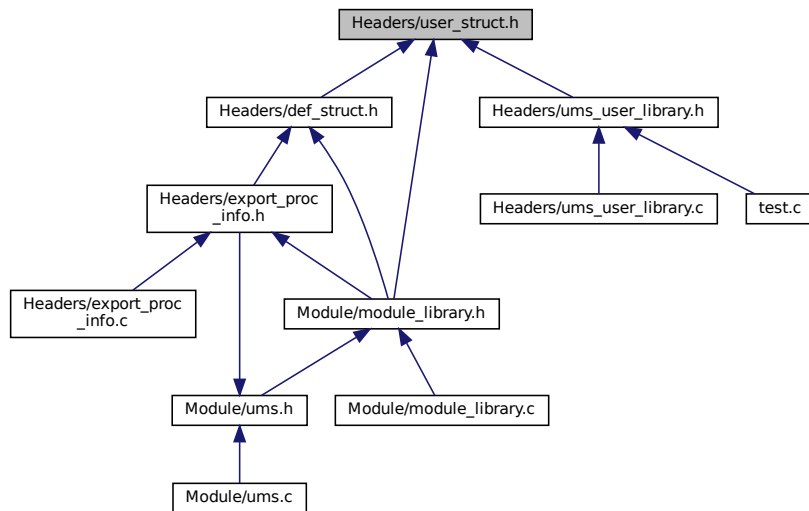 Headers/user_struct.h
Headers/def_struct.h
Headers/ums_user_library.h
Headers/export_proc
_info.h
Headers/ums_user_library.c
test.c
Headers/export_proc
_info.c
Module/module_library.h
Module/ums.h
Module/module_library.c
Module/ums.c